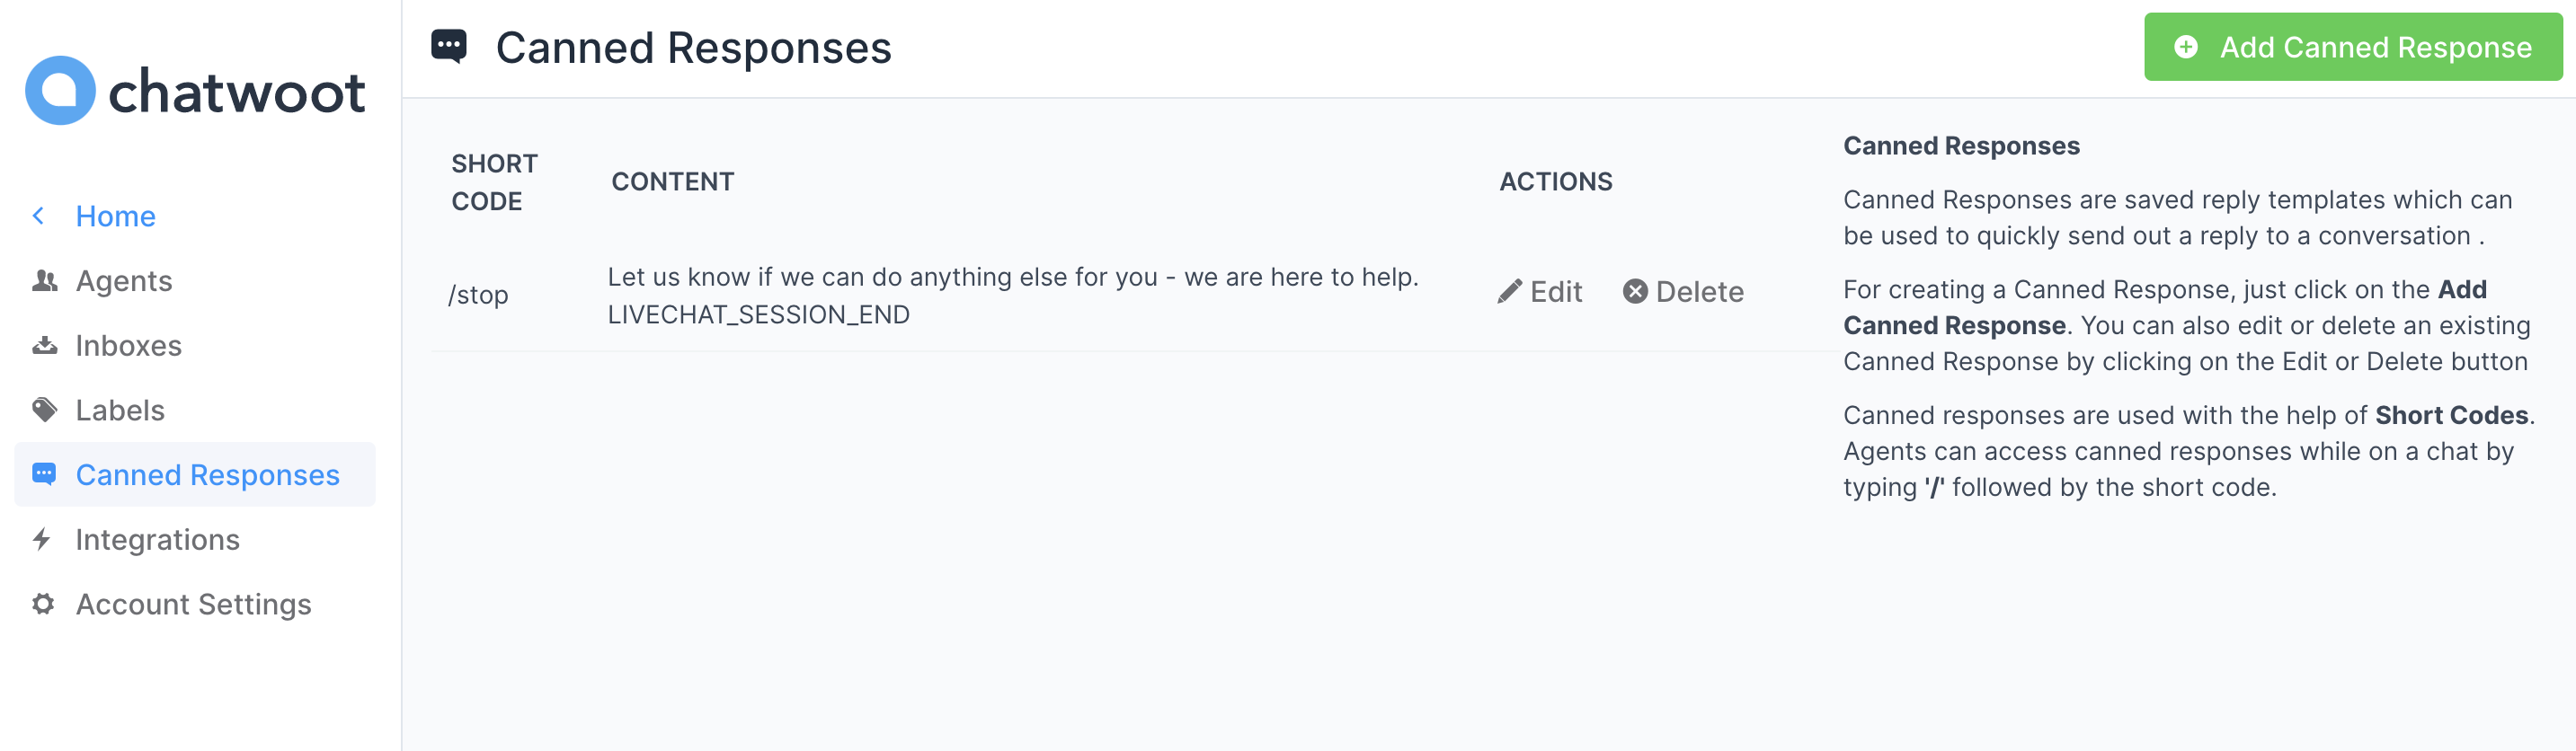 chatwoot
Home
Agents
Inboxes
Labels
Canned Responses
Integrations
Account Settings
Canned Responses
Add Canned Response
SHORT
CODE
CONTENT
ACTIONS
/stop
Let us know if we can do anything else for you - we are here to help.
LIVECHAT_SESSION_END
Edit
Delete
Canned Responses
Canned Responses are saved reply templates which can
be used to quickly send out a reply to a conversation .
For creating a Canned Response, just click on the Add
Canned Response. You can also edit or delete an existing
Canned Response by clicking on the Edit or Delete button
Canned responses are used with the help of Short Codes.
Agents can access canned responses while on a chat by
typing '/' followed by the short code.